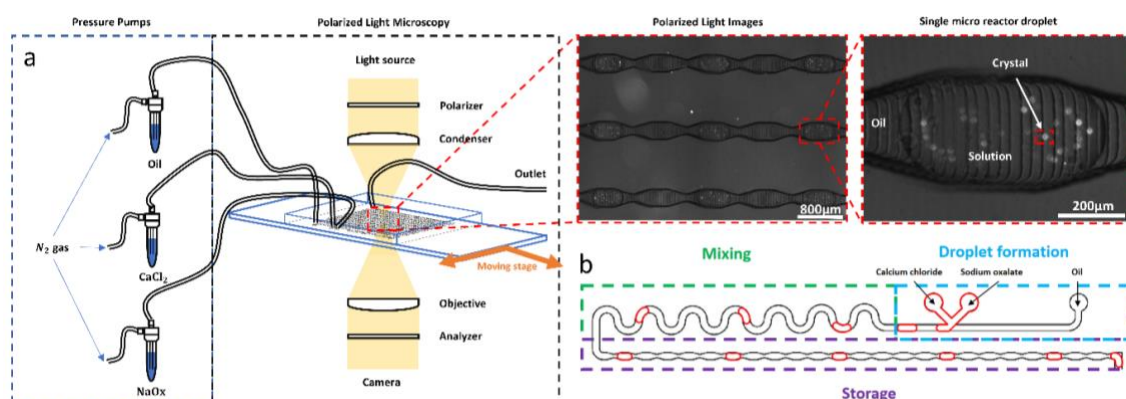 Pressure Pumps
Polarized Light Microscopy
Polarized Light Images
Single micro reactor droplet
a
Light source
Polarizer
Condenser
Oil
Outlet
CaCl₂
N₂ gas
Moving stage
Objective
Analyzer
NaOx
Camera
800μm
Crystal
Oil
Solution
200μm
b
Mixing
Droplet formation
Calcium chloride
Sodium oxalate
Oil
Storage